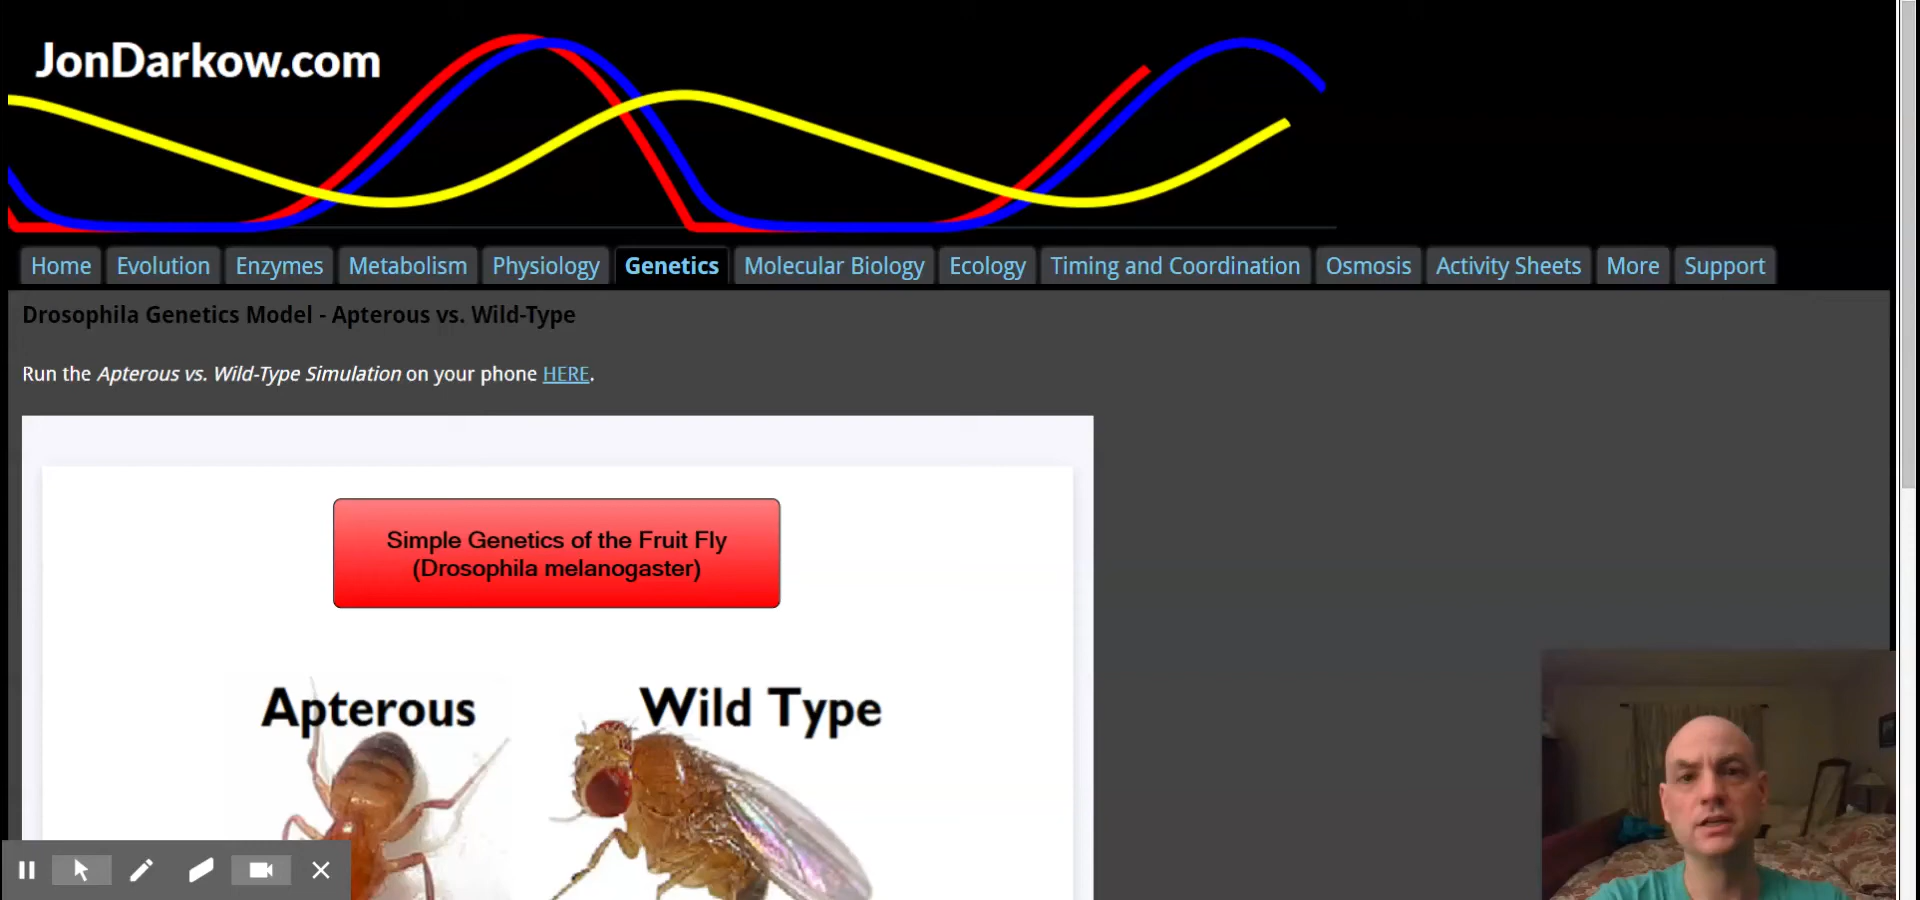 JonDarkow.com
Home Evolution Enzymes Metabolism Physiology Genetics Molecular Biology Ecology Timing and Coordination Osmosis Activity Sheets More Support
Drosophila Genetics Model - Apterous vs. Wild-Type
Run the Apterous vs. Wild-Type Simulation on your phone HERE.
Simple Genetics of the Fruit Fly
(Drosophila melanogaster)
Apterous Wild Type